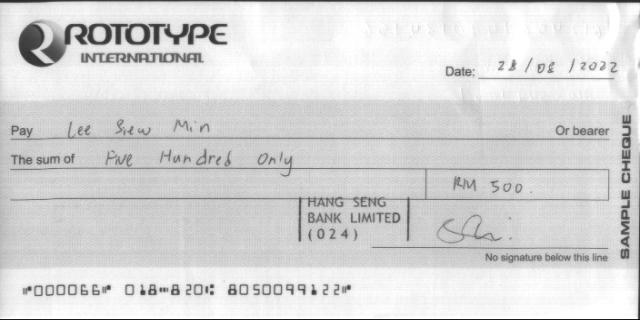 ROTOTYPE
INTERNATIONAL
Date: 28/08/2022
Pay Lee Siew Min Or bearer
The sum of Five Hundred Only
RM 500.
HANG SENG
BANK LIMITED
(024)
No signature below this line
SAMPLE CHEQUE
⑈000066⑈ 018⑉820⑆ 8050099122⑈